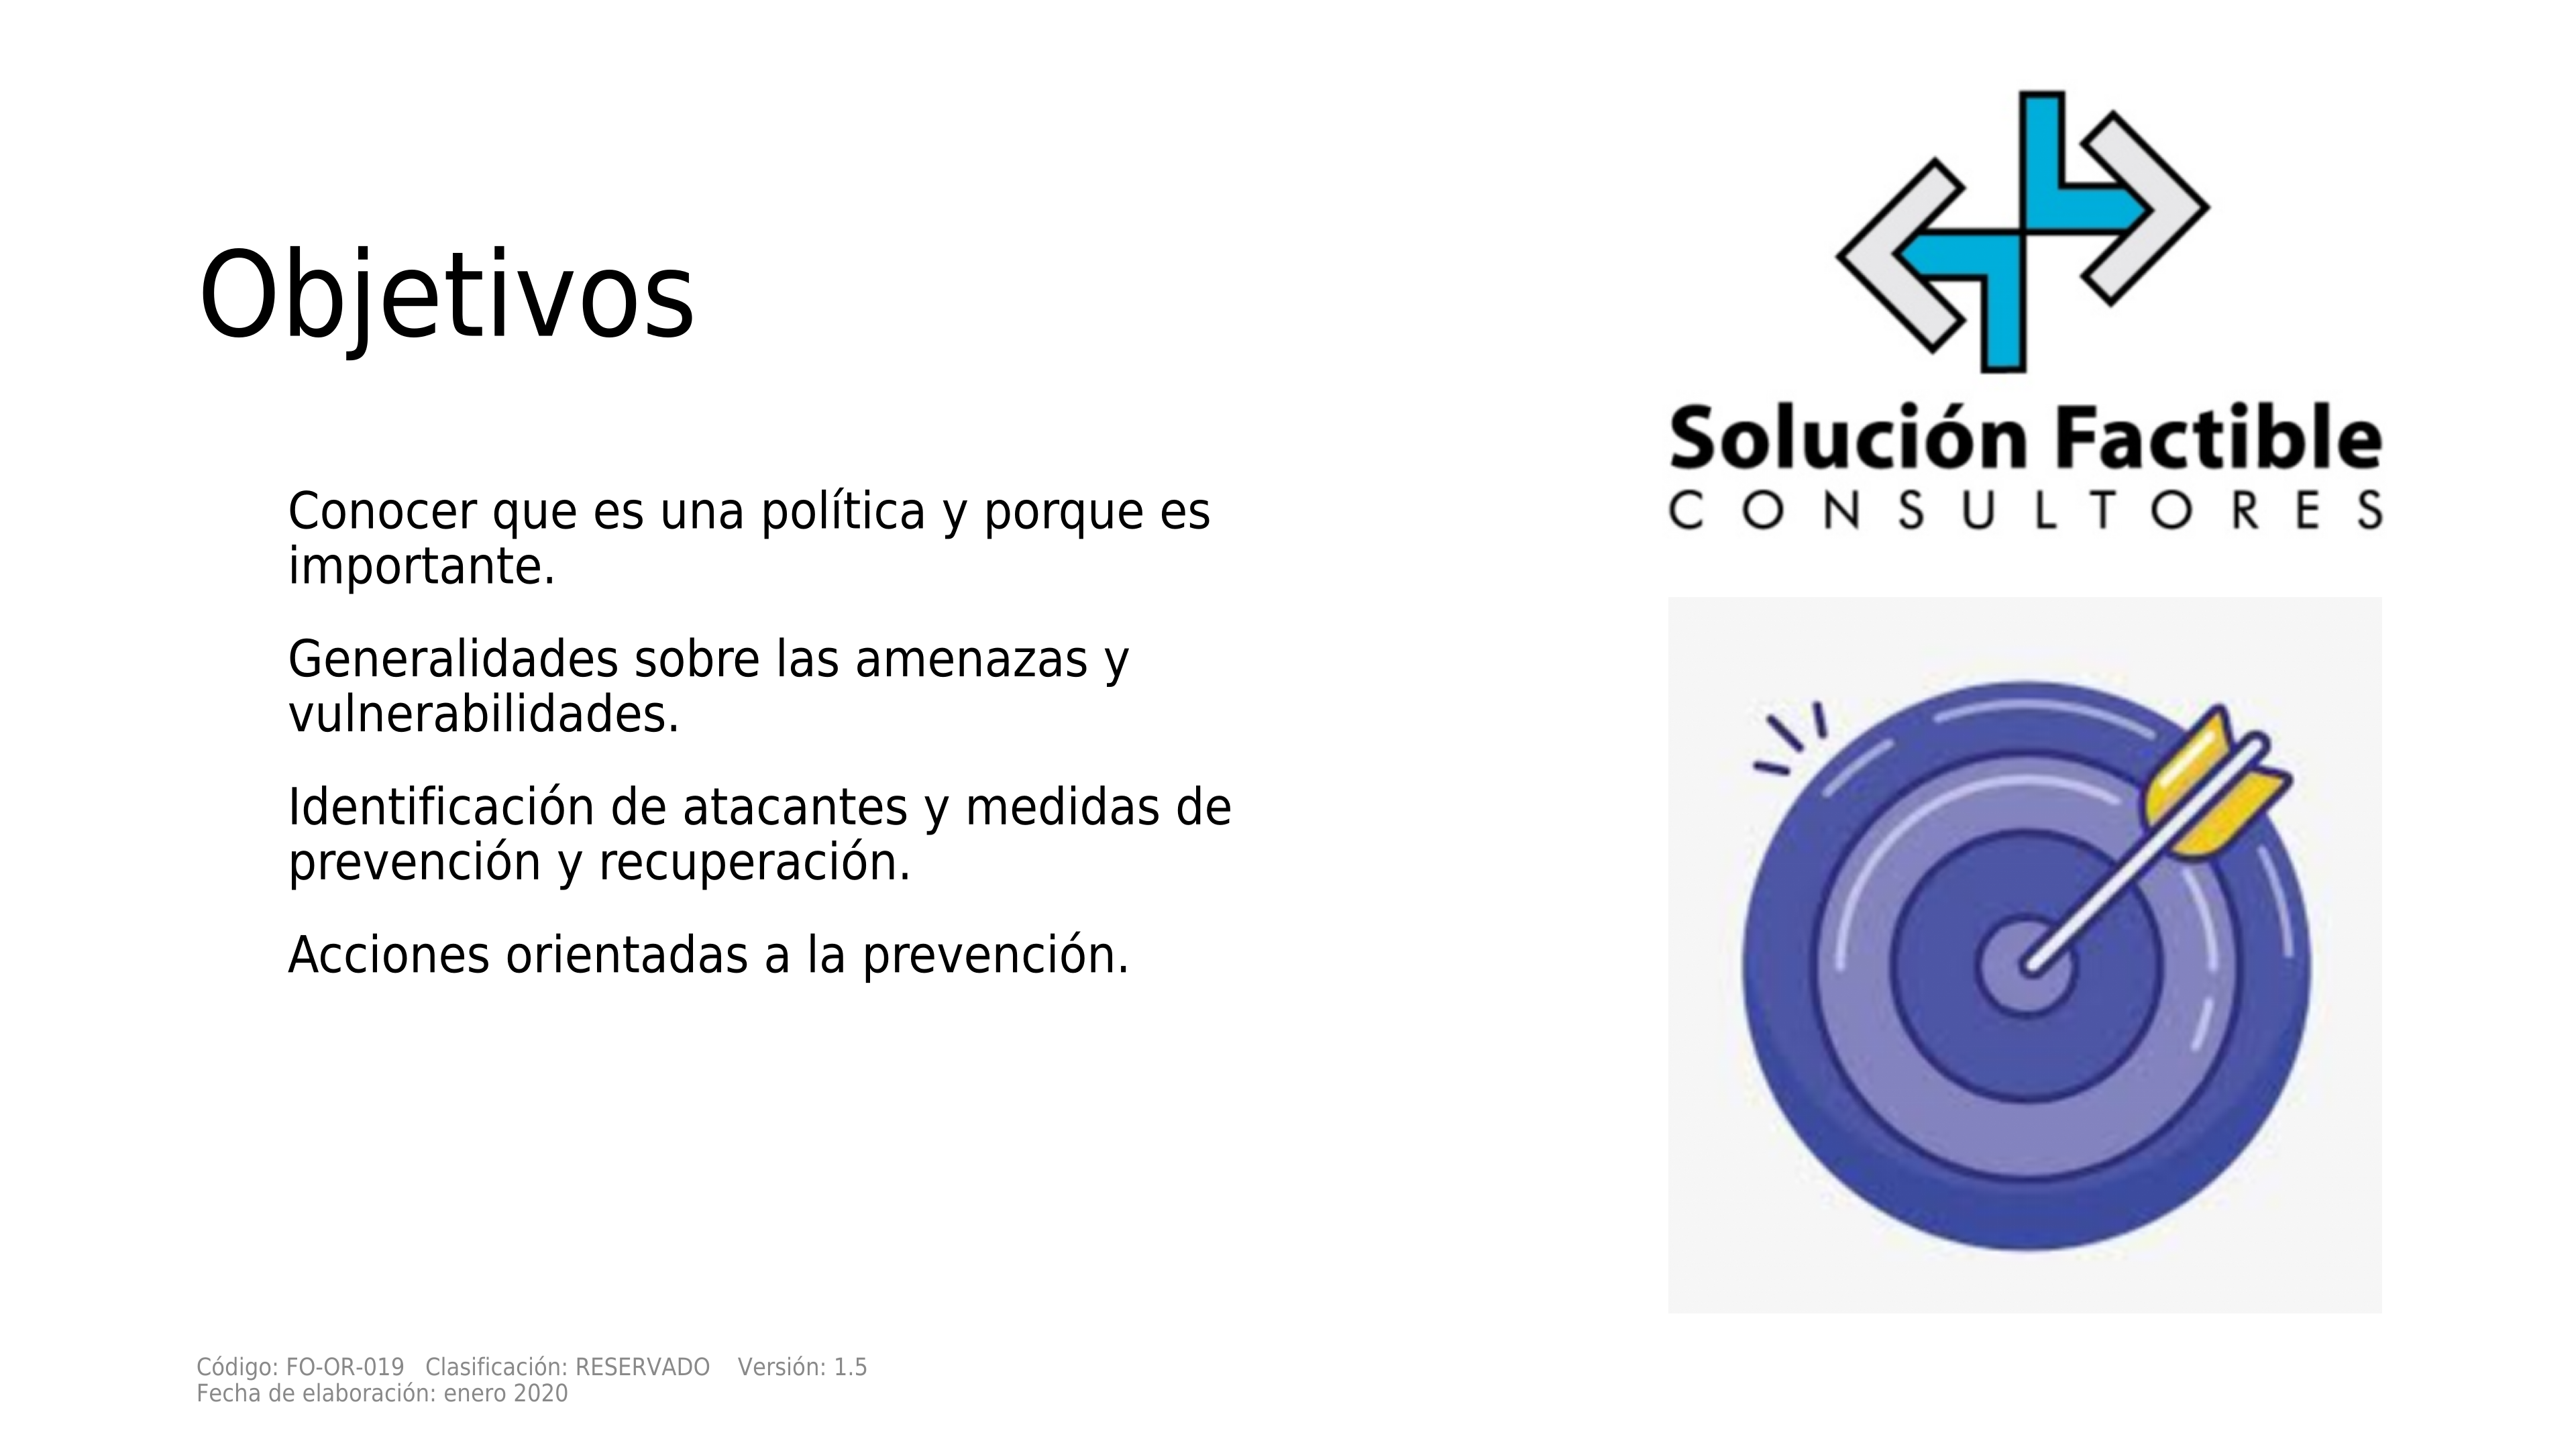 Solución Factible
CONSULTORES
Objetivos
Conocer que es una política y porque es
importante.
Generalidades sobre las amenazas y
vulnerabilidades.
Identificación de atacantes y medidas de
prevención y recuperación.
Acciones orientadas a la prevención.
Código: FO-OR-019 Clasificación: RESERVADO Versión: 1.5
Fecha de elaboración: enero 2020